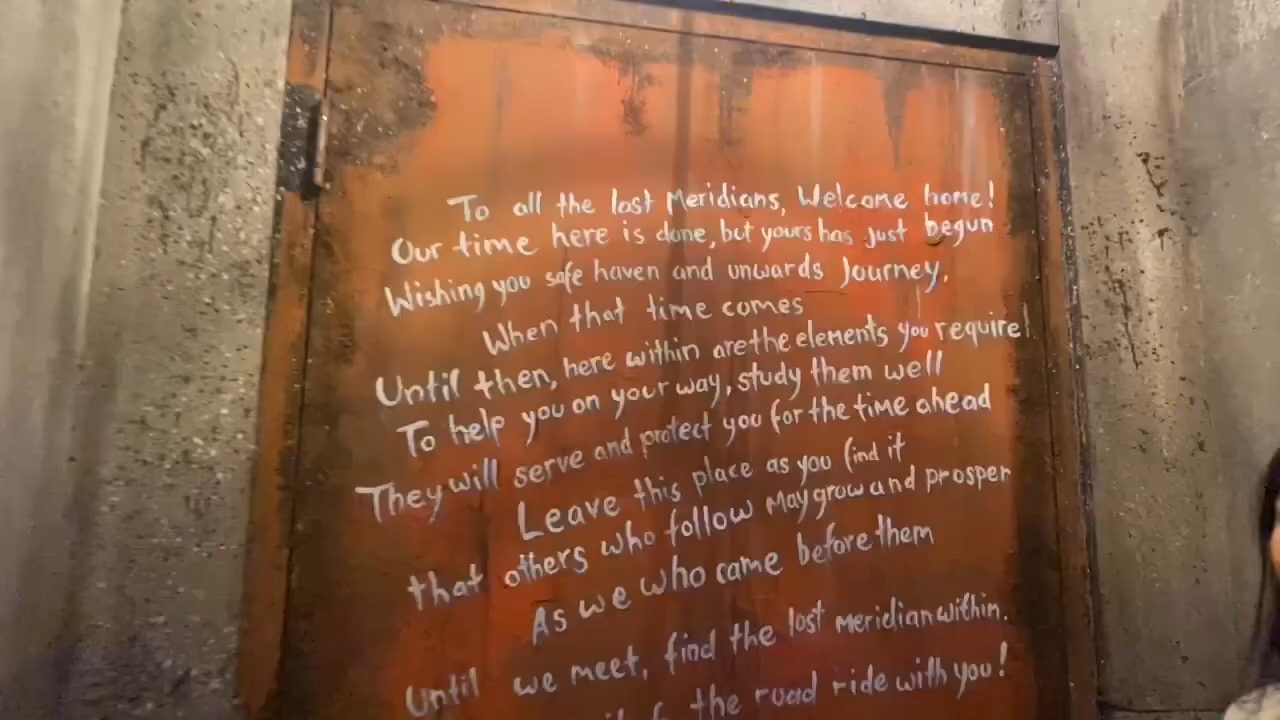 To all the lost Meridians, Welcome home!
Our time here is done, but yours has just begun
Wishing you safe haven and unwards Journey.
When that time comes
Until then, here within are the elements you require!
To help you on your way, study them well
They will serve and protect you for the time ahead
Leave this place as you find it
that others who follow May grow and prosper
As we who came before them
Until we meet, find the lost Meridian within.
the road ride with you!